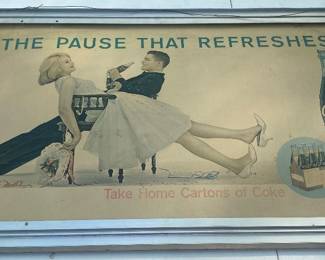 THE PAUSE THAT REFRESHES
Take Home Cartons of Coke